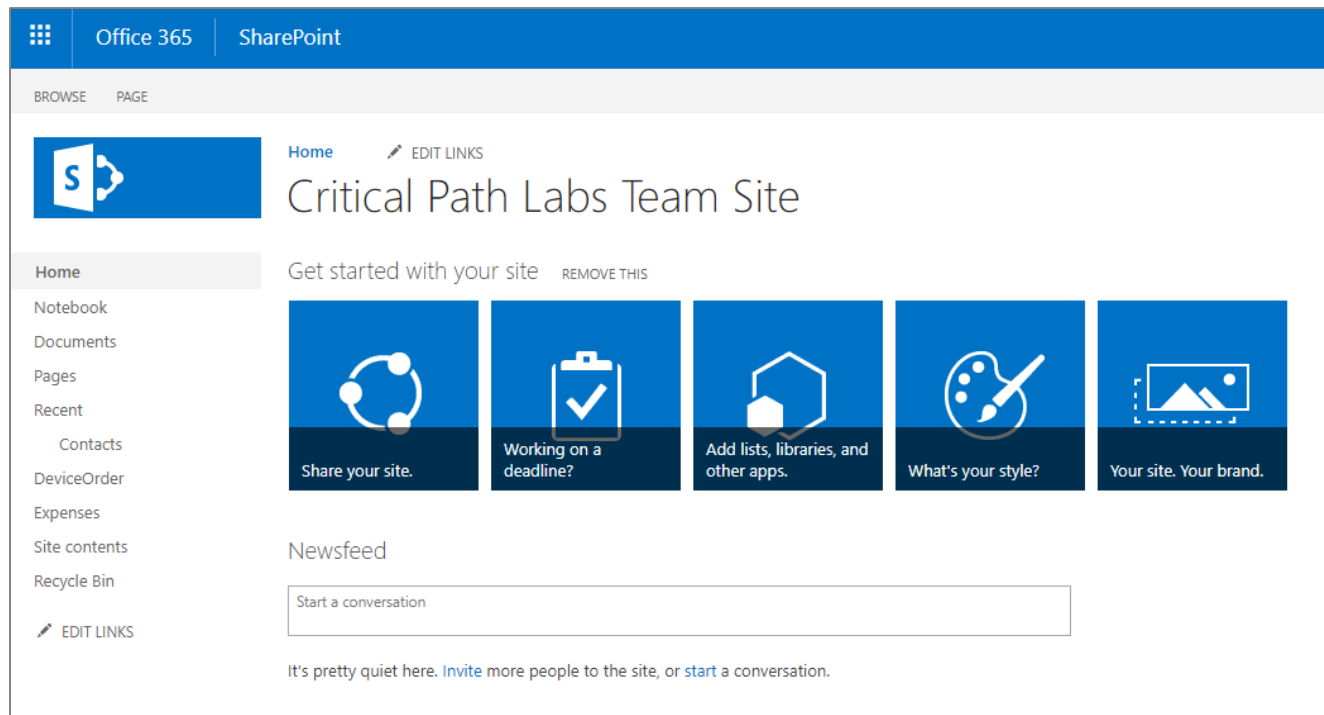 Office 365 SharePoint
BROWSE PAGE
S
Home EDIT LINKS
Critical Path Labs Team Site
Home
Notebook
Documents
Pages
Recent
Contacts
DeviceOrder
Expenses
Site contents
Recycle Bin
EDIT LINKS
Get started with your site REMOVE THIS
Share your site.
Working on a
deadline?
Add lists, libraries, and
other apps.
What's your style?
Your site. Your brand.
Newsfeed
Start a conversation
It's pretty quiet here. Invite more people to the site, or start a conversation.